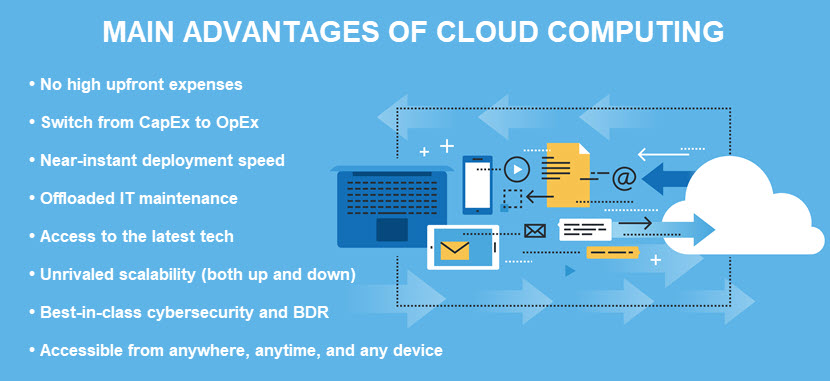 MAIN ADVANTAGES OF CLOUD COMPUTING
• No high upfront expenses
• Switch from CapEx to OpEx
• Near-instant deployment speed
• Offloaded IT maintenance
• Access to the latest tech
• Unrivaled scalability (both up and down)
• Best-in-class cybersecurity and BDR
• Accessible from anywhere, anytime, and any device
@